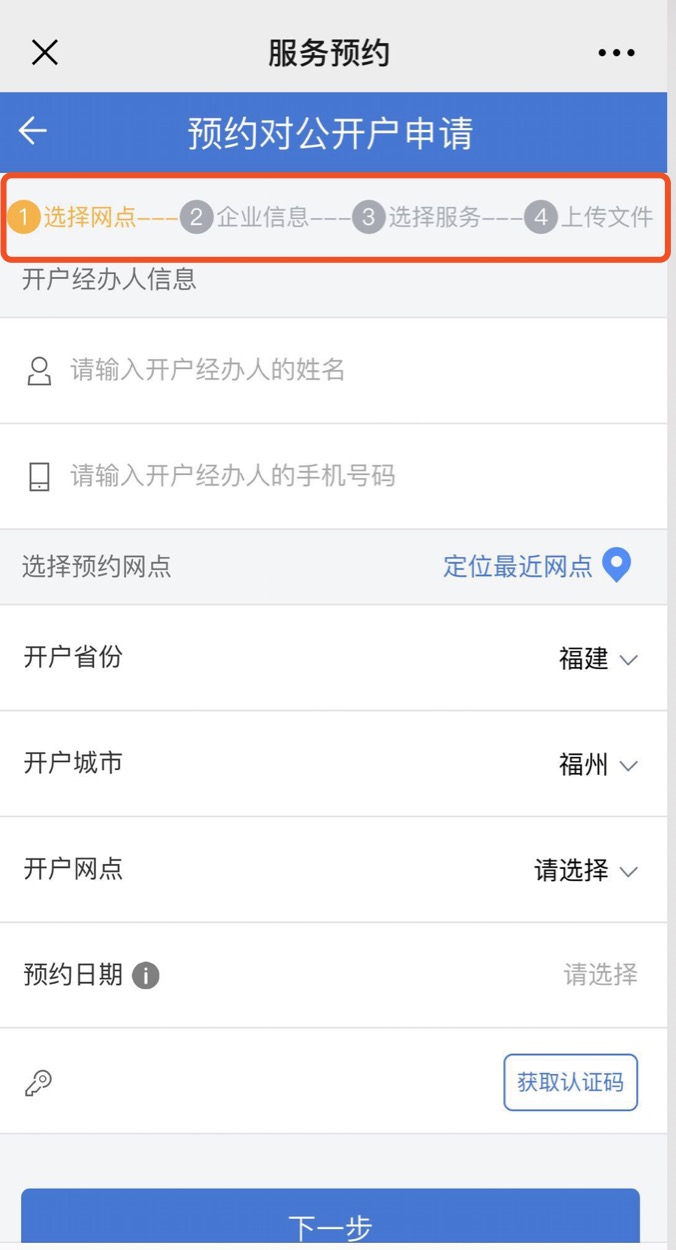 服务预约
预约对公开户申请
1 选择网点---2 企业信息---3 选择服务---4 上传文件
开户经办人信息
请输入开户经办人的姓名
请输入开户经办人的手机号码
选择预约网点 定位最近网点
开户省份 福建
开户城市 福州
开户网点 请选择
预约日期 i 请选择
获取认证码
下一步